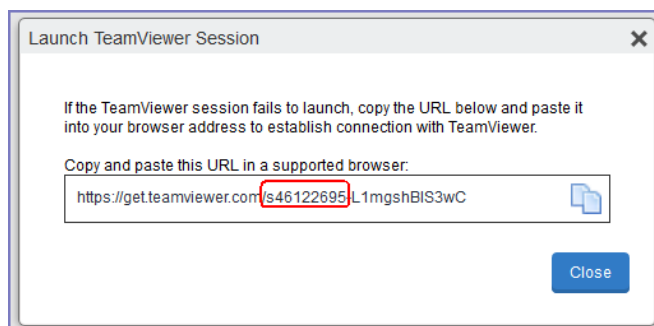 Launch TeamViewer Session
If the TeamViewer session fails to launch, copy the URL below and paste it
into your browser address to establish connection with TeamViewer.
Copy and paste this URL in a supported browser:
https://get.teamviewer.com/s46122695-L1mgshBIS3wC
Close